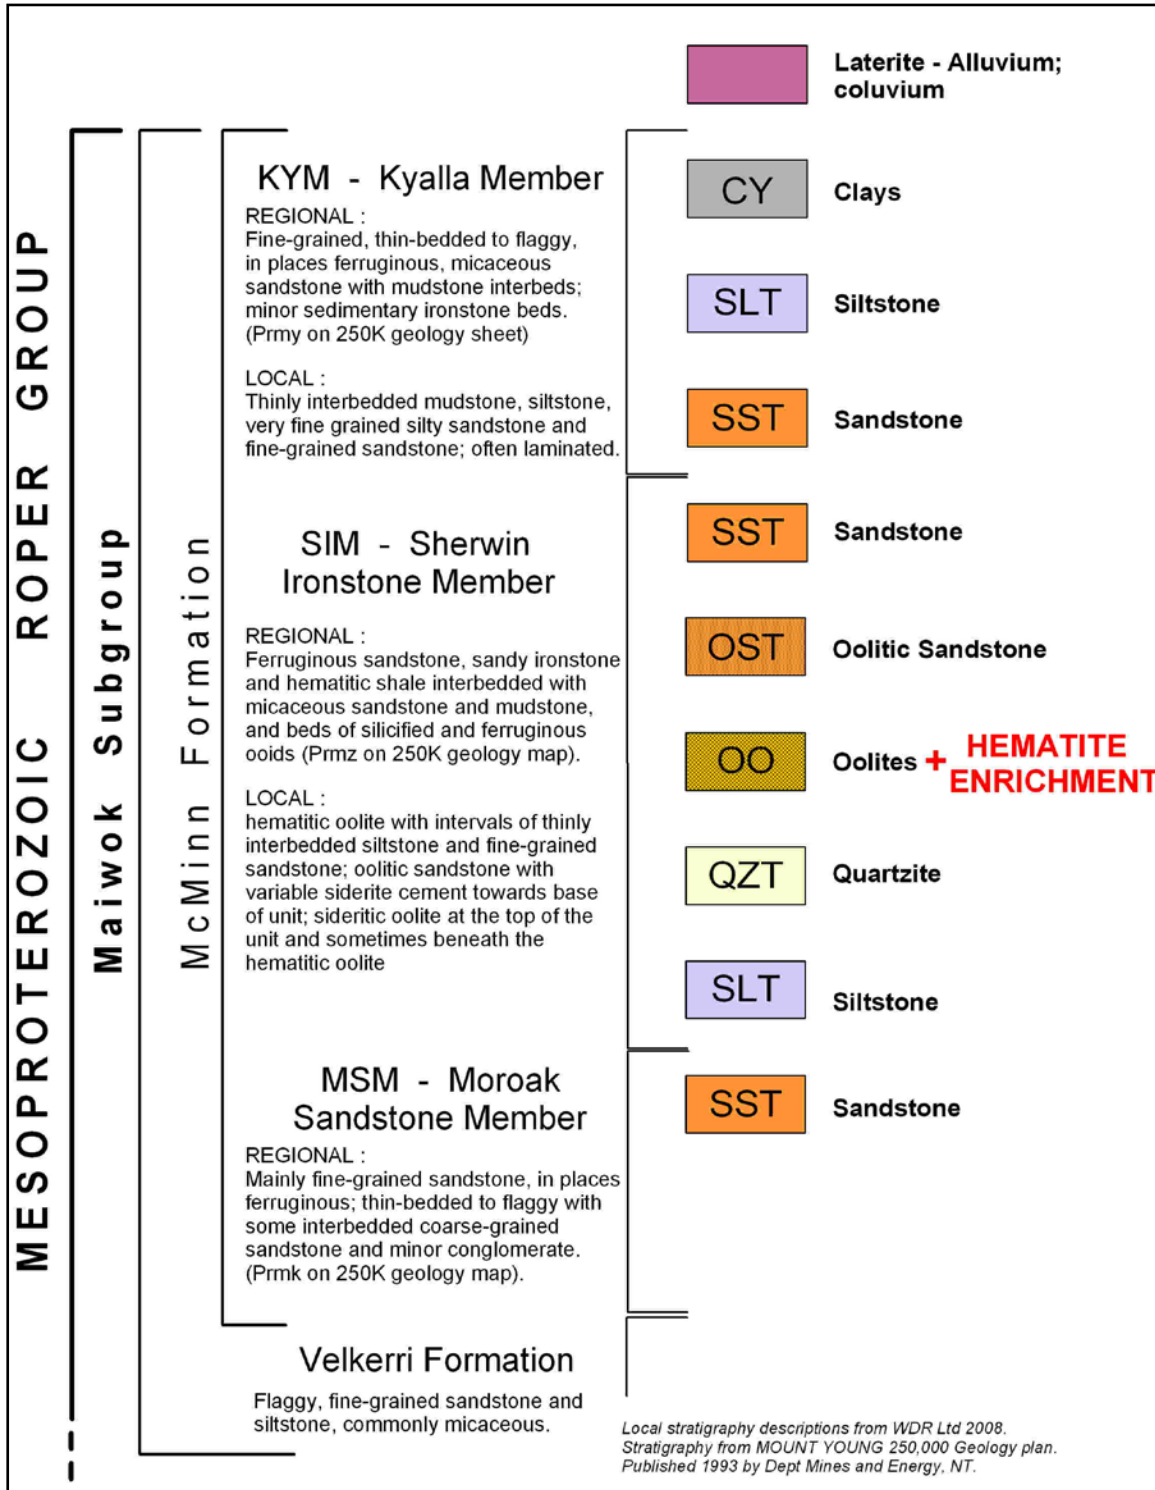 MESOPROTEROZOIC ROPER GROUP
Maiwok Subgroup
McMinn Formation
Laterite - Alluvium;
coluvium
KYM - Kyalla Member
REGIONAL :
Fine-grained, thin-bedded to flaggy,
in places ferruginous, micaceous
sandstone with mudstone interbeds;
minor sedimentary ironstone beds.
(Prmy on 250K geology sheet)
LOCAL :
Thinly interbedded mudstone, siltstone,
very fine grained silty sandstone and
fine-grained sandstone; often laminated.
CY Clays
SLT Siltstone
SST Sandstone
SIM - Sherwin
Ironstone Member
REGIONAL :
Ferruginous sandstone, sandy ironstone
and hematitic shale interbedded with
micaceous sandstone and mudstone,
and beds of silicified and ferruginous
ooids (Prmz on 250K geology map).
LOCAL :
hematitic oolite with intervals of thinly
interbedded siltstone and fine-grained
sandstone; oolitic sandstone with
variable siderite cement towards base
of unit; sideritic oolite at the top of the
unit and sometimes beneath the
hematitic oolite
SST Sandstone
OST Oolitic Sandstone
OO Oolites + HEMATITE
ENRICHMENT
QZT Quartzite
SLT Siltstone
MSM - Moroak
Sandstone Member
REGIONAL :
Mainly fine-grained sandstone, in places
ferruginous; thin-bedded to flaggy with
some interbedded coarse-grained
sandstone and minor conglomerate.
(Prmk on 250K geology map).
SST Sandstone
Velkerri Formation
Flaggy, fine-grained sandstone and
siltstone, commonly micaceous.
Local stratigraphy descriptions from WDR Ltd 2008.
Stratigraphy from MOUNT YOUNG 250,000 Geology plan.
Published 1993 by Dept Mines and Energy, NT.